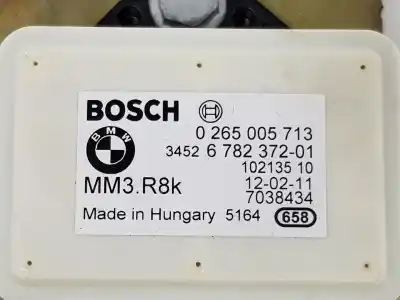 BOSCH
BMW
0 265 005 713
3452 6 782 372-01
102135 10
MM3.R8k 12-02-11
7038434
Made in Hungary 5164 658